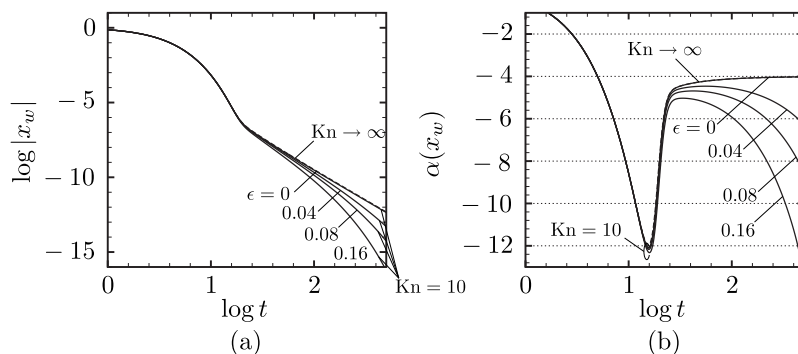 log |x_w|
0
− 5
− 10
− 15
Kn → ∞
ϵ = 0
0.04
0.08
0.16
Kn = 10
0
1
2
log t
(a)
α(x_w)
−2
−4
−6
−8
− 10
− 12
Kn → ∞
ϵ = 0
0.04
0.08
0.16
Kn = 10
0
1
2
log t
(b)